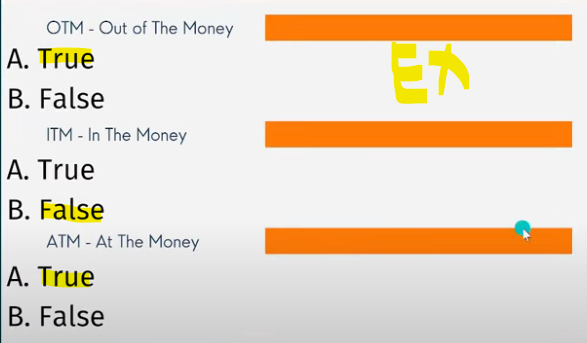 OTM - Out of The Money
A. True
Ex
B. False
ITM - In The Money
A. True
B. False
ATM - At The Money
A. True
B. False